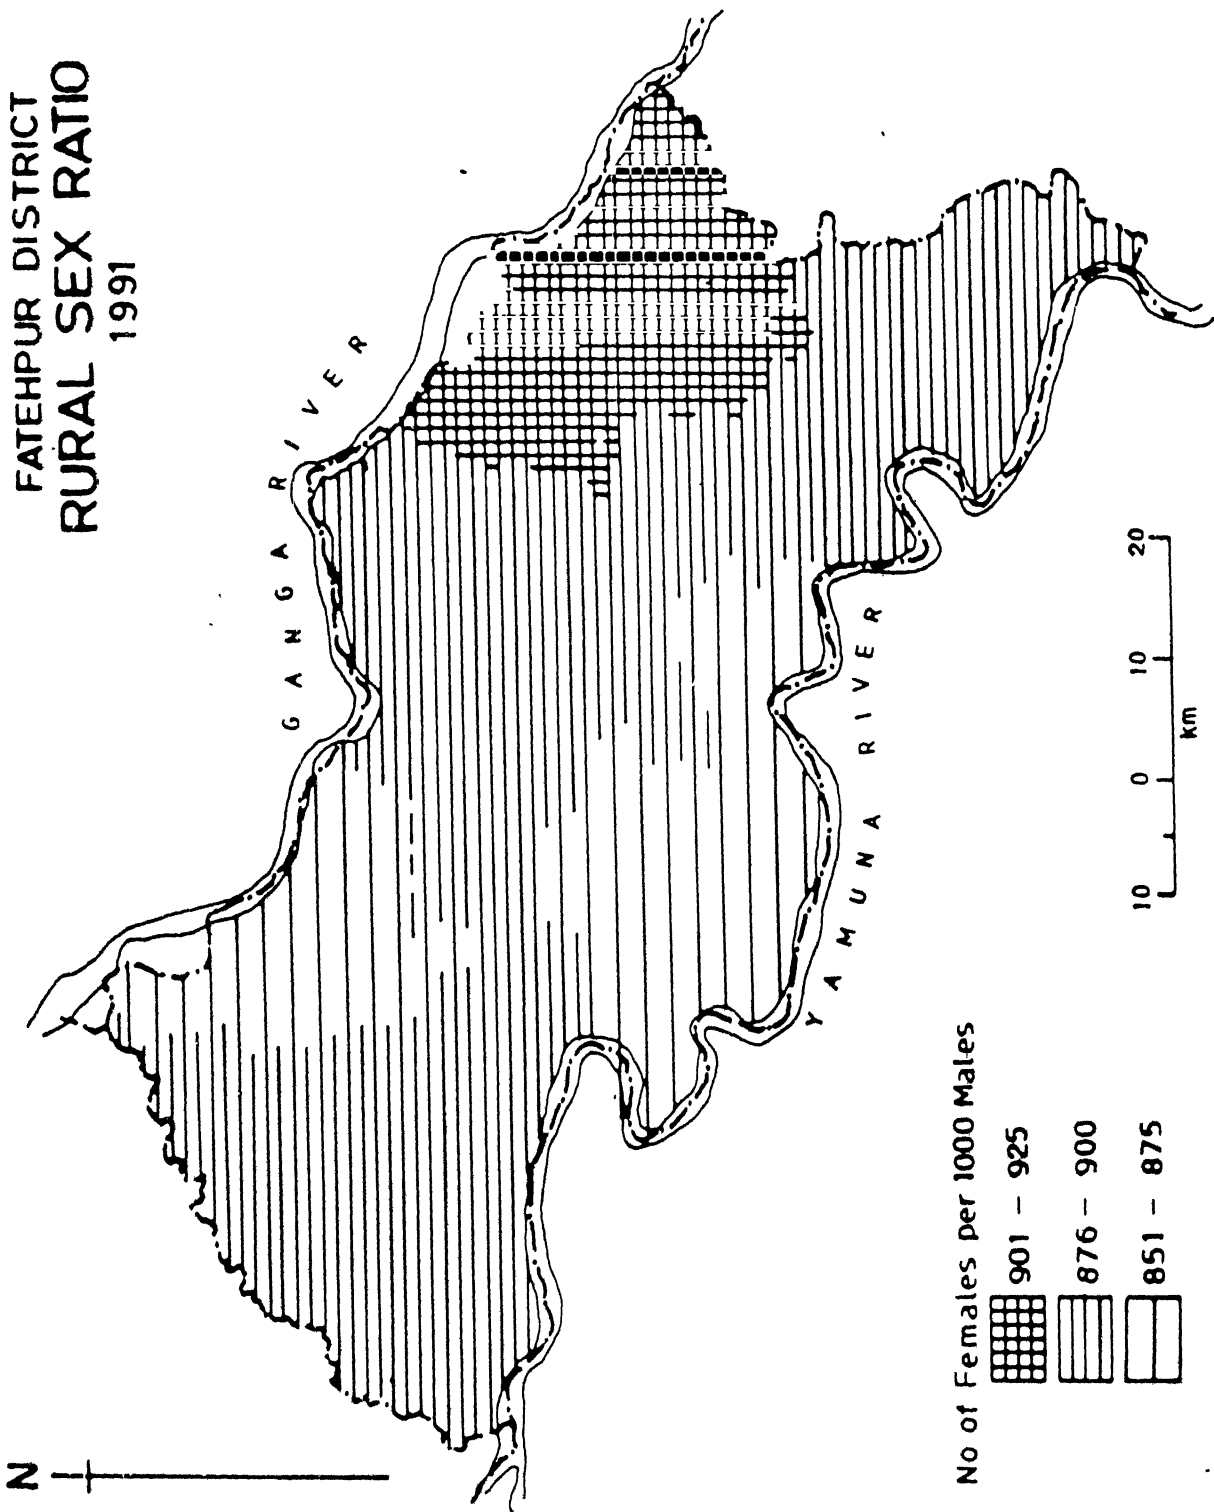 FATEHPUR DISTRICT
RURAL SEX RATIO
1991
N
GANGA RIVER
YAMUNA RIVER
No of Females per 1000 Males
901 – 925
876 – 900
851 – 875
10 0 10 20
km